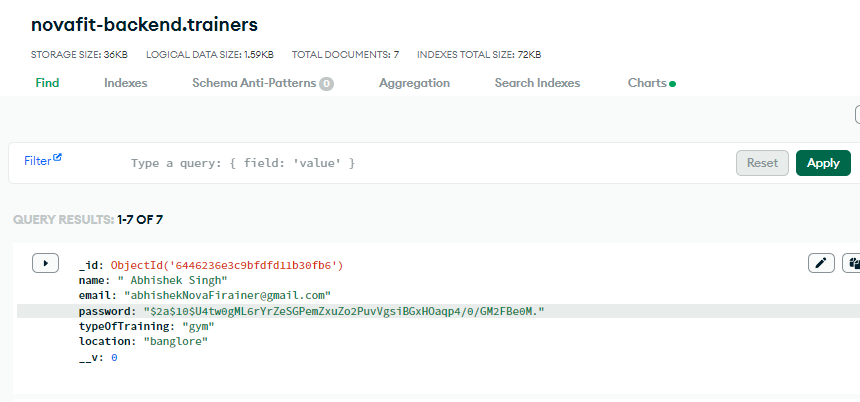 novafit-backend.trainers
STORAGE SIZE: 36KB LOGICAL DATA SIZE: 1.59KB TOTAL DOCUMENTS: 7 INDEXES TOTAL SIZE: 72KB
Find Indexes Schema Anti-Patterns 0 Aggregation Search Indexes Charts
Filter Type a query: { field: 'value' } Reset Apply
QUERY RESULTS: 1-7 OF 7
_id: ObjectId('6446236e3c9bfdfd11b30fb6')
name: " Abhishek Singh"
email: "abhishekNovaFirainer@gmail.com"
password: "$2a$10$U4tw0gML6rYrZeSGPemZxuZo2PuvVgsiBGxHOaqp4/0/GM2FBe0M."
typeOfTraining: "gym"
location: "banglore"
__v: 0